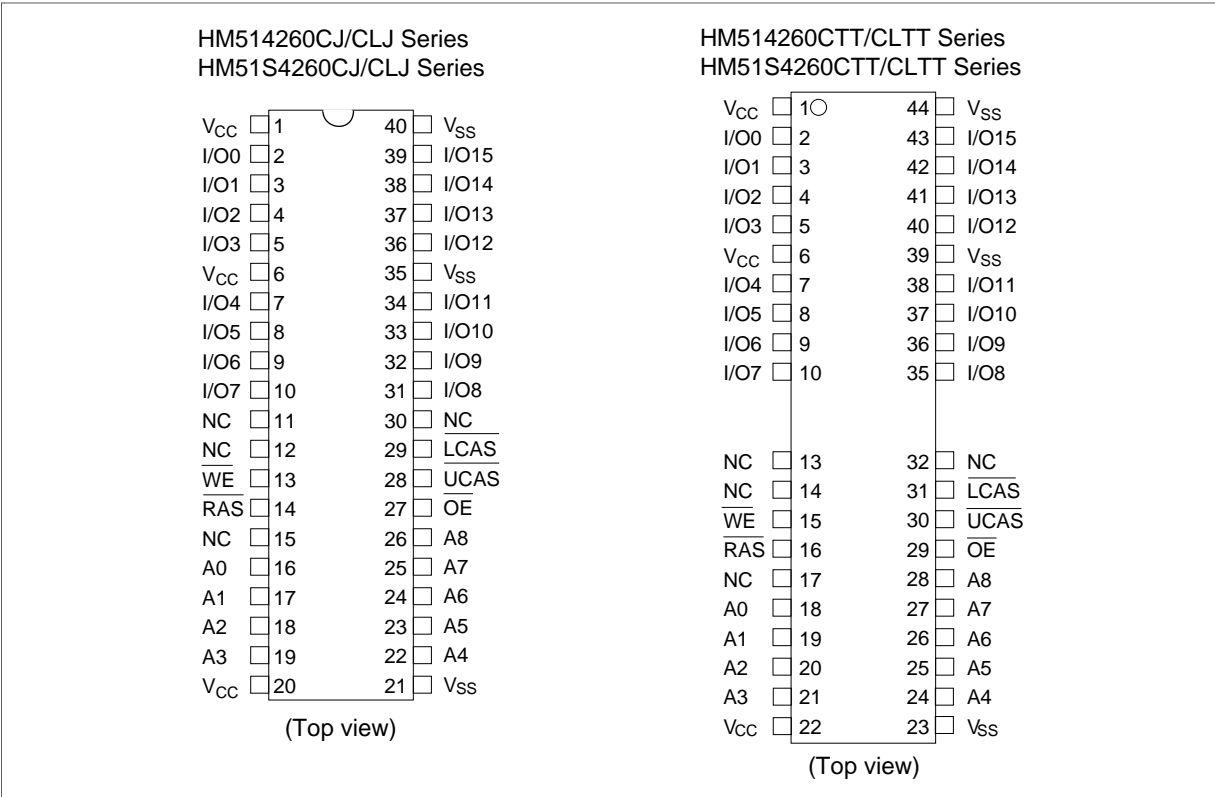 HM514260CJ/CLJ Series
HM51S4260CJ/CLJ Series
VCC 1 40 VSS
I/O0 2 39 I/O15
I/O1 3 38 I/O14
I/O2 4 37 I/O13
I/O3 5 36 I/O12
VCC 6 35 VSS
I/O4 7 34 I/O11
I/O5 8 33 I/O10
I/O6 9 32 I/O9
I/O7 10 31 I/O8
NC 11 30 NC
NC 12 29 LCAS
WE 13 28 UCAS
RAS 14 27 OE
NC 15 26 A8
A0 16 25 A7
A1 17 24 A6
A2 18 23 A5
A3 19 22 A4
VCC 20 21 VSS
(Top view)
HM514260CTT/CLTT Series
HM51S4260CTT/CLTT Series
VCC 1 44 VSS
I/O0 2 43 I/O15
I/O1 3 42 I/O14
I/O2 4 41 I/O13
I/O3 5 40 I/O12
VCC 6 39 VSS
I/O4 7 38 I/O11
I/O5 8 37 I/O10
I/O6 9 36 I/O9
I/O7 10 35 I/O8
NC 13 32 NC
NC 14 31 LCAS
WE 15 30 UCAS
RAS 16 29 OE
NC 17 28 A8
A0 18 27 A7
A1 19 26 A6
A2 20 25 A5
A3 21 24 A4
VCC 22 23 VSS
(Top view)